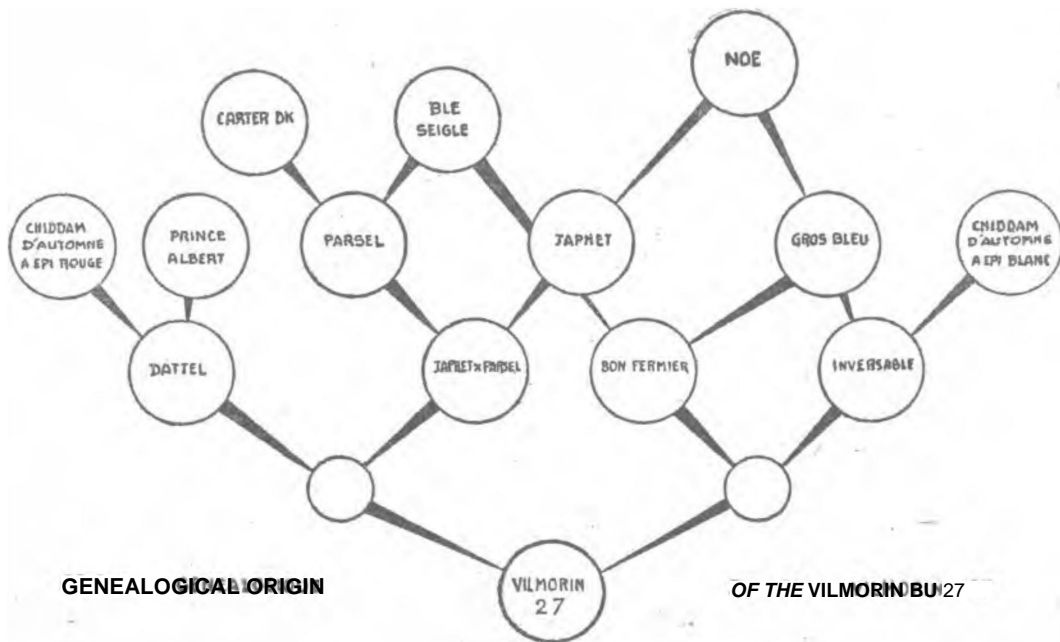 NOE
CARTER DK
BLE
SEIGLE
CHIDDAM
D'AUTOMNE
A EPI ROUGE
PRINCE
ALBERT
PARSEL
JAPHET
GROS BLEU
CHIDDAM
D'AUTOMNE
A EPI BLANC
DATTEL
JAPHET X PARSEL
BON FERMIER
INVERSABLE
VILMORIN
27
GENEALOGICAL ORIGIN
OF THE VILMORIN BU 27